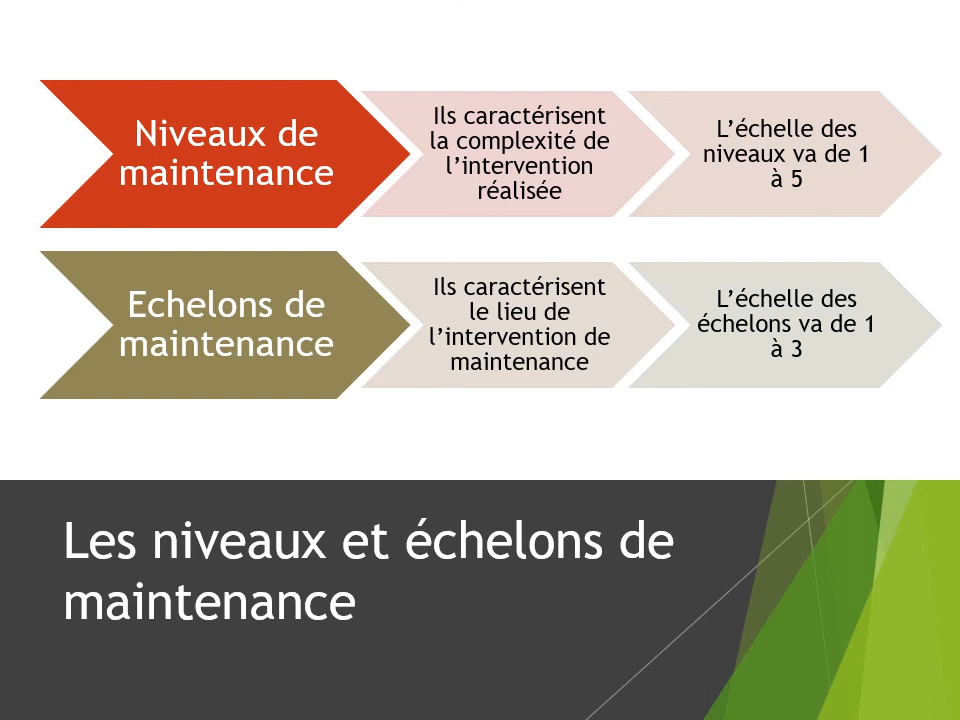 Niveaux de
maintenance
Ils caractérisent
la complexité de
l’intervention
réalisée
L’échelle des
niveaux va de 1
à 5
Echelons de
maintenance
Ils caractérisent
le lieu de
l’intervention de
maintenance
L’échelle des
échelons va de 1
à 3
Les niveaux et échelons de
maintenance